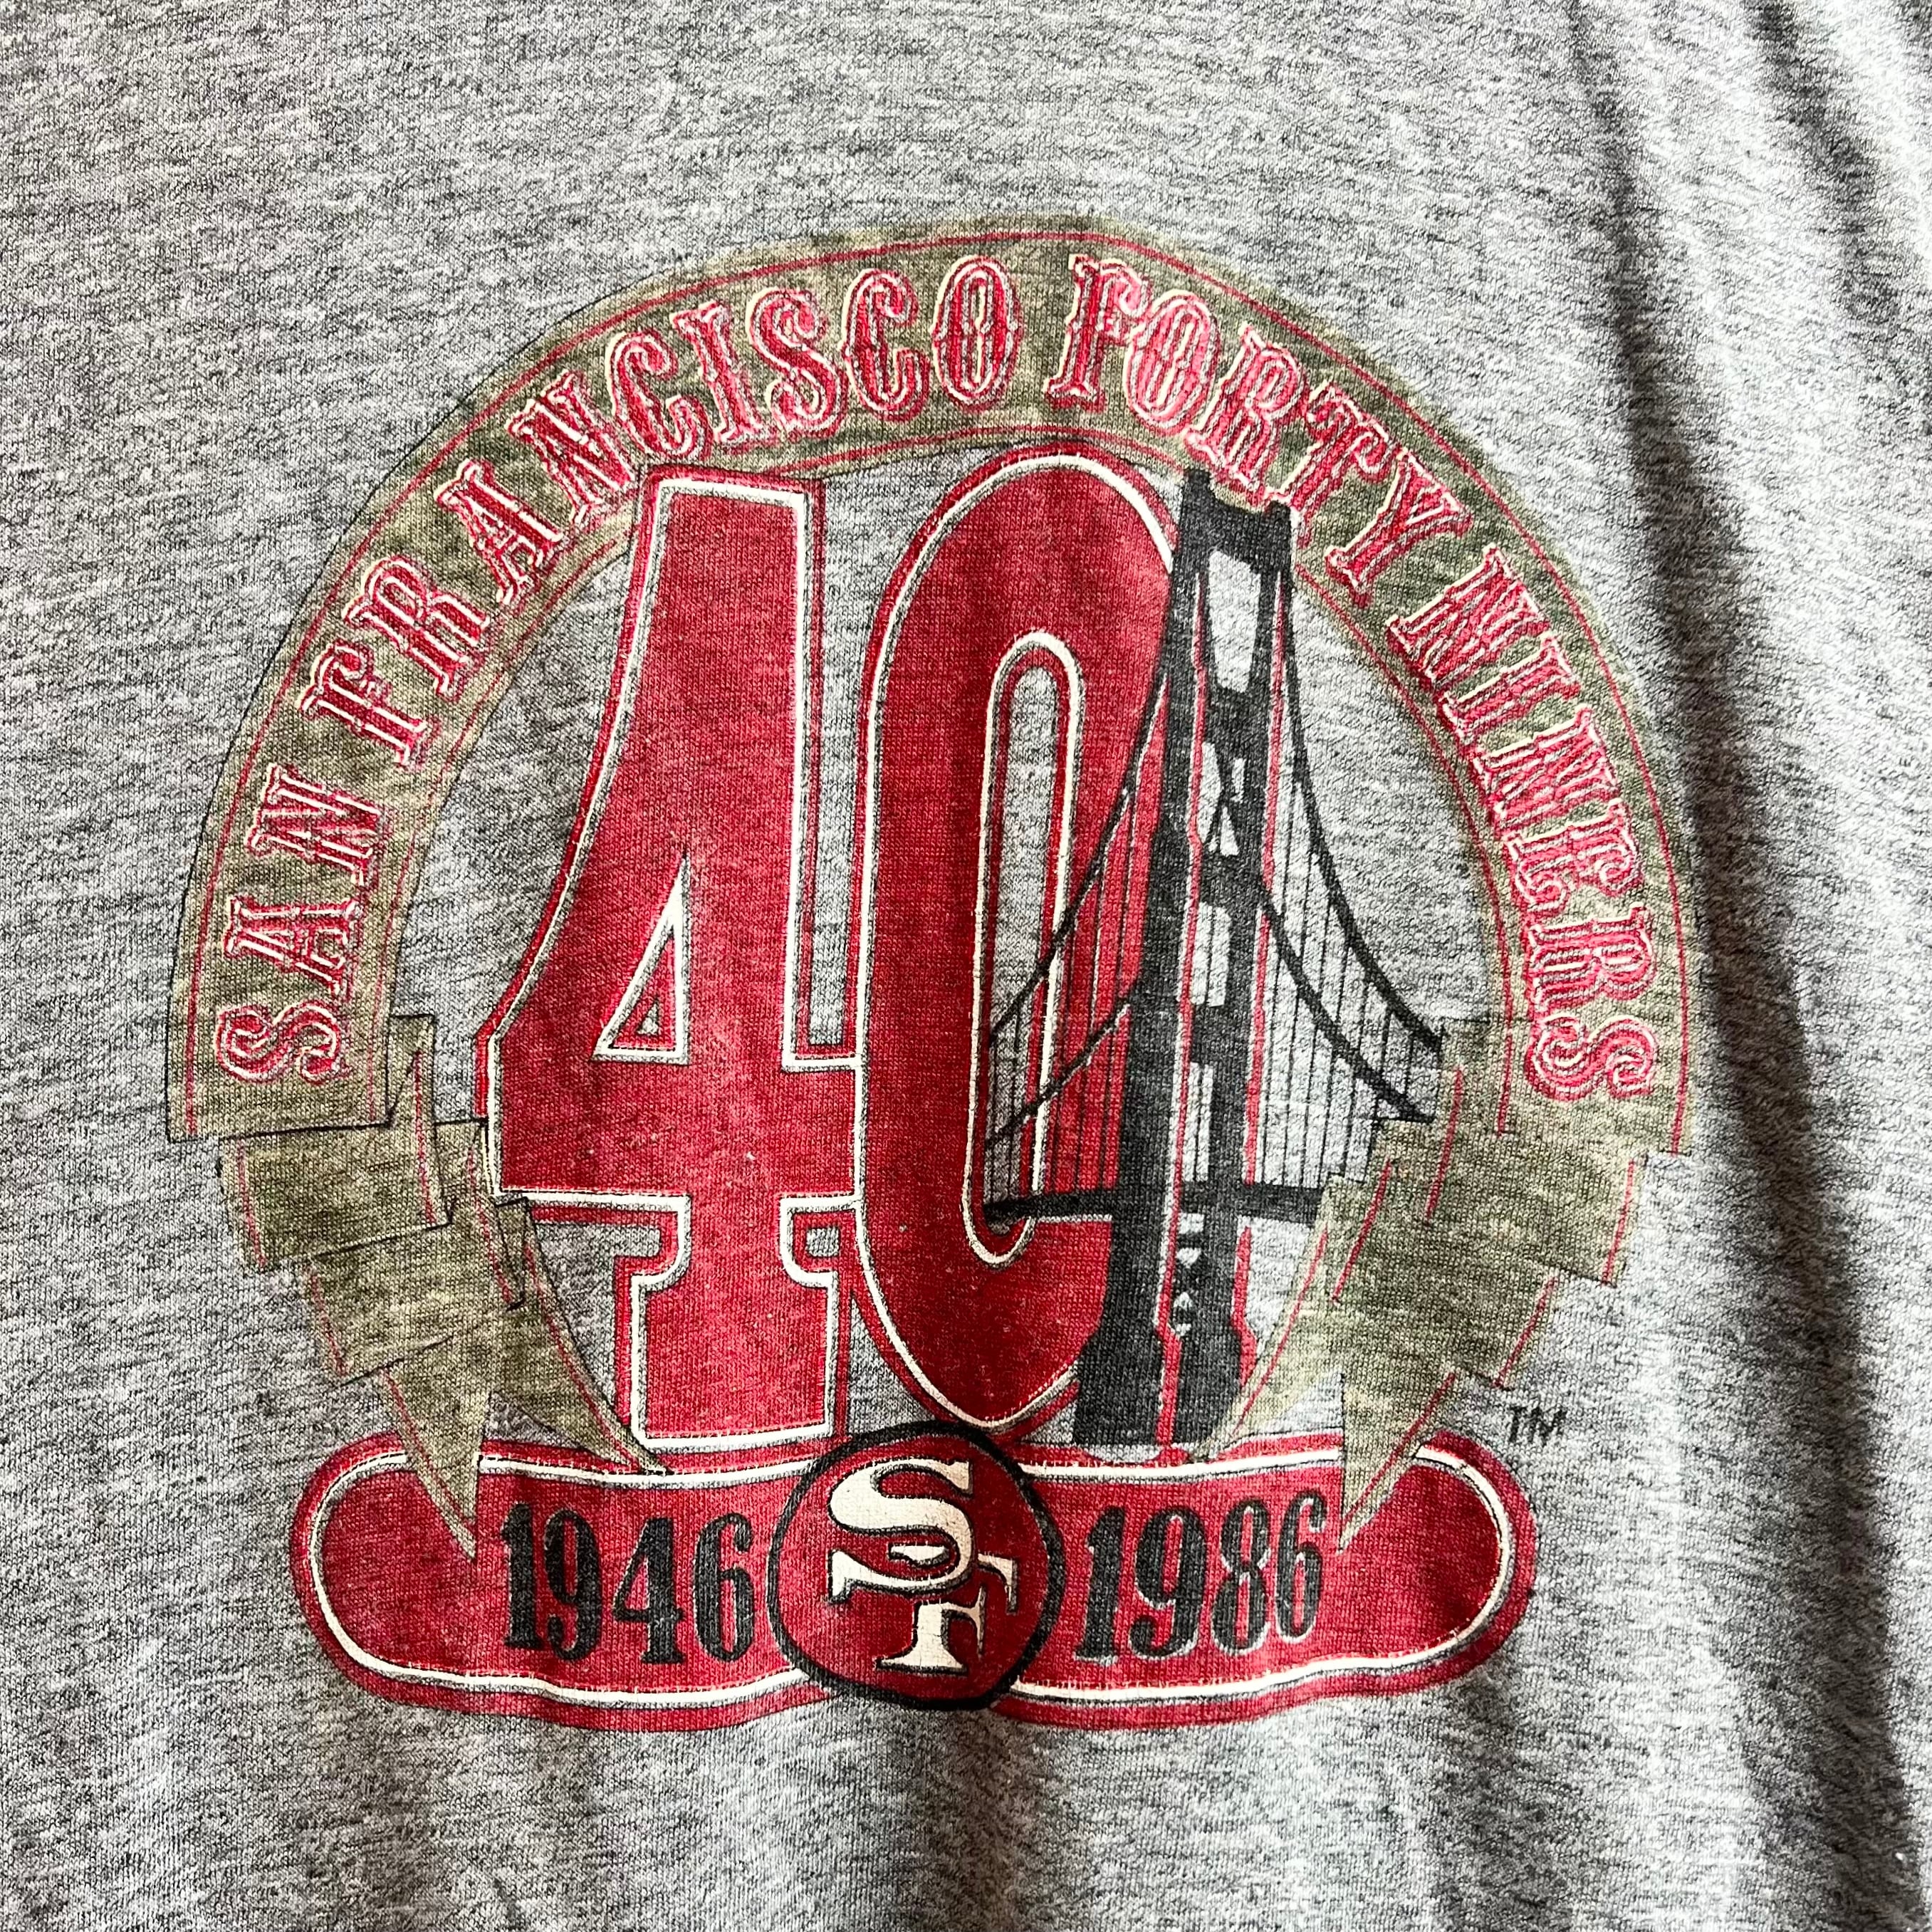 SAN FRANCISCO FORTY NINERS
40
TM
1946 SF 1986